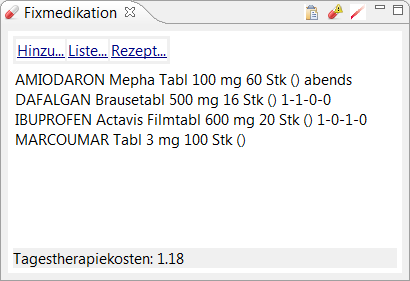 Fixmedikation
Hinzu... Liste... Rezept...
AMIODARON Mepha Tabl 100 mg 60 Stk () abends
DAFALGAN Brausetabl 500 mg 16 Stk () 1-1-0-0
IBUPROFEN Actavis Filmtabl 600 mg 20 Stk () 1-0-1-0
MARCOUMAR Tabl 3 mg 100 Stk ()
Tagestherapiekosten: 1.18